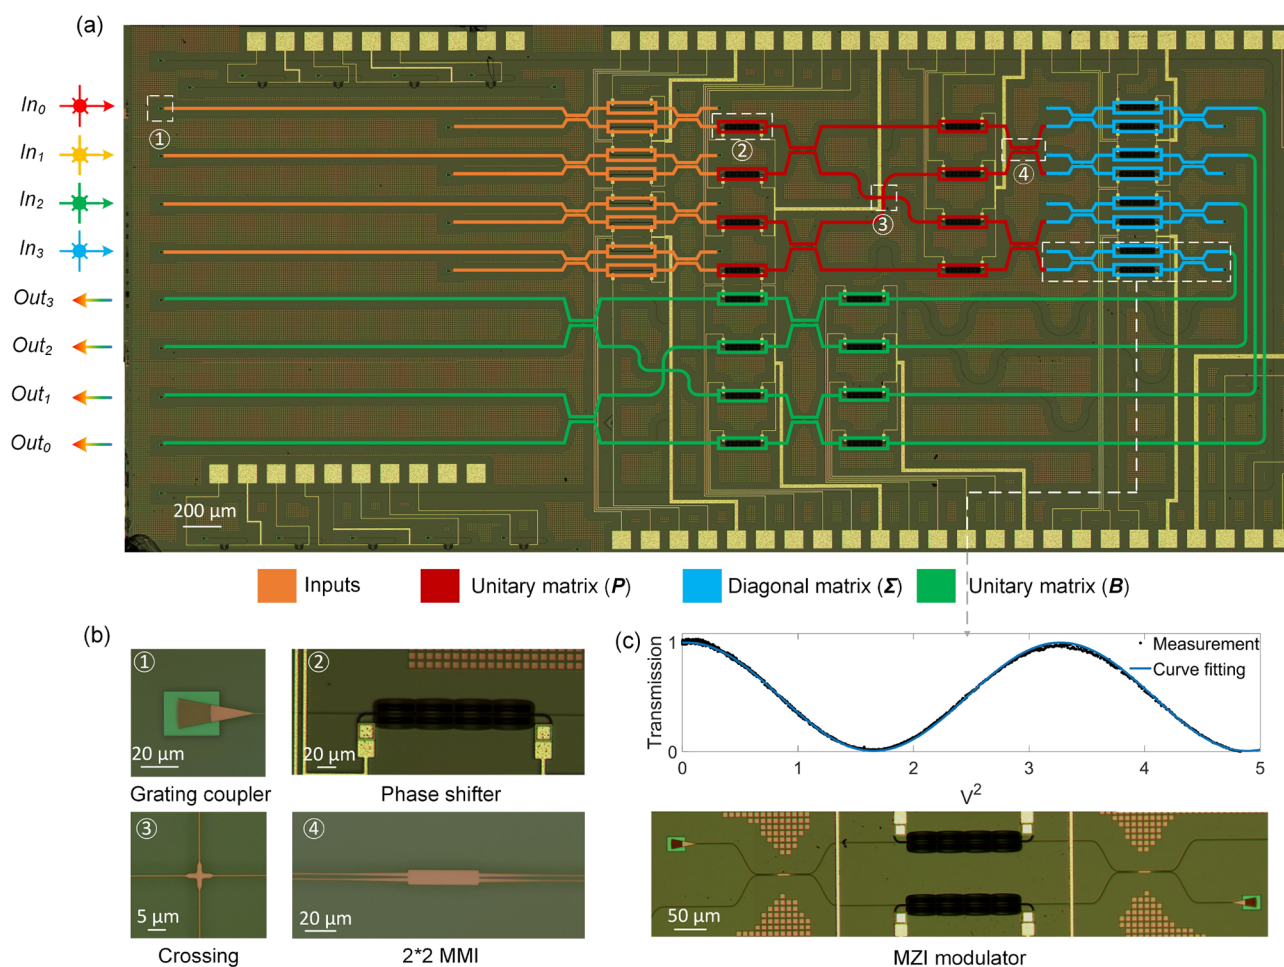 (a)
In0
①
In1
②
④
In2
③
In3
Out3
Out2
Out1
Out0
200 μm
Inputs
Unitary matrix (P)
Diagonal matrix (Σ)
Unitary matrix (B)
(b)
①
20 μm
Grating coupler
②
20 μm
Phase shifter
③
5 μm
Crossing
④
20 μm
2*2 MMI
(c)
Transmission
1
0
Measurement
Curve fitting
0 1 2 3 4 5
V²
50 μm
MZI modulator